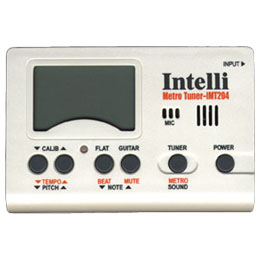 INPUT ▶
Intelli
Metro Tuner-IMT204
MIC
▼ CALIB ▲ FLAT GUITAR TUNER POWER
▼ TEMPO ▲ BEAT MUTE METRO
▼ PITCH ▲ ▼ NOTE ▲ SOUND